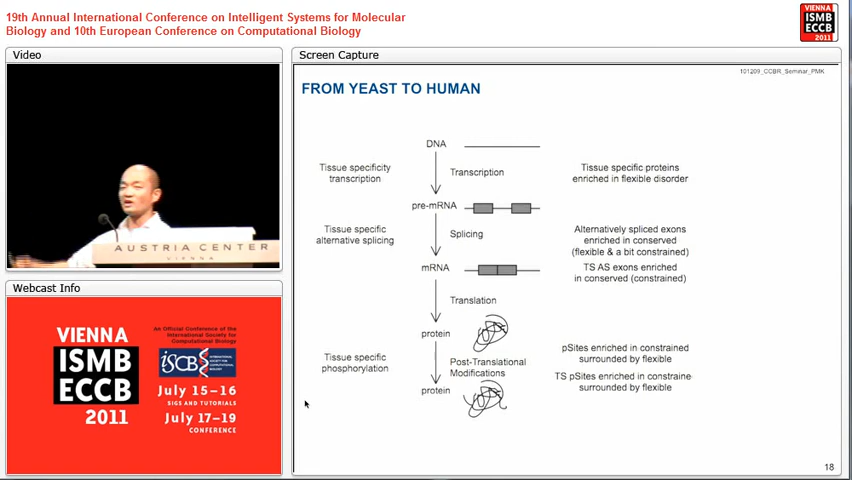 19th Annual International Conference on Intelligent Systems for Molecular
Biology and 10th European Conference on Computational Biology
VIENNA
ISMB
ECCB
2011
Video
Screen Capture
AUSTRIA CENTER
VIENNA
Webcast Info
VIENNA
ISMB
ECCB
2011
An Official Conference of the
International Society for
Computational Biology
ISCB
INTERNATIONAL
SOCIETY FOR
COMPUTATIONAL
BIOLOGY
July 15–16
SIGS AND TUTORIALS
July 17–19
CONFERENCE
101209_CCBR_Seminar_PMK
FROM YEAST TO HUMAN
DNA
Tissue specificity
transcription
Transcription
Tissue specific proteins
enriched in flexible disorder
pre-mRNA
Tissue specific
alternative splicing
Splicing
Alternatively spliced exons
enriched in conserved
(flexible & a bit constrained)
mRNA
TS AS exons enriched
in conserved (constrained)
Translation
protein
Tissue specific
phosphorylation
Post-Translational
Modifications
pSites enriched in constrained
surrounded by flexible
protein
TS pSites enriched in constraine
surrounded by flexible
18